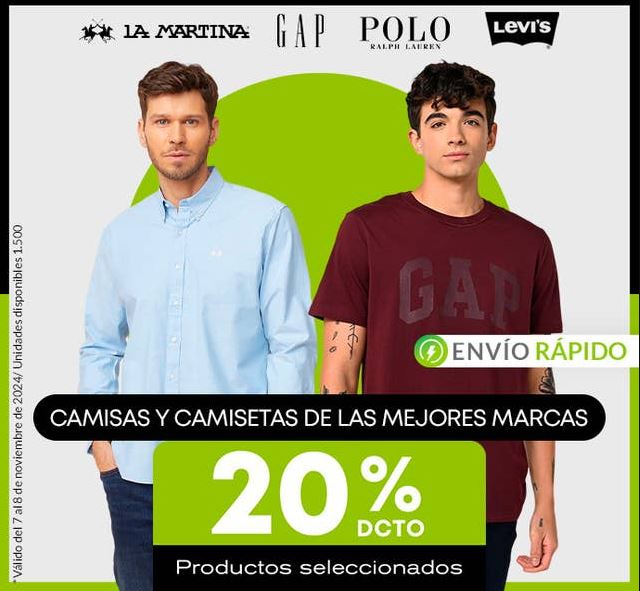 LA MARTINA GAP POLO Levi's
RALPH LAUREN
GAP
ENVÍO RÁPIDO
CAMISAS Y CAMISETAS DE LAS MEJORES MARCAS
20%
DCTO
Productos seleccionados
*Válido del 7 al 8 de noviembre de 2024/ Unidades disponibles 1.500